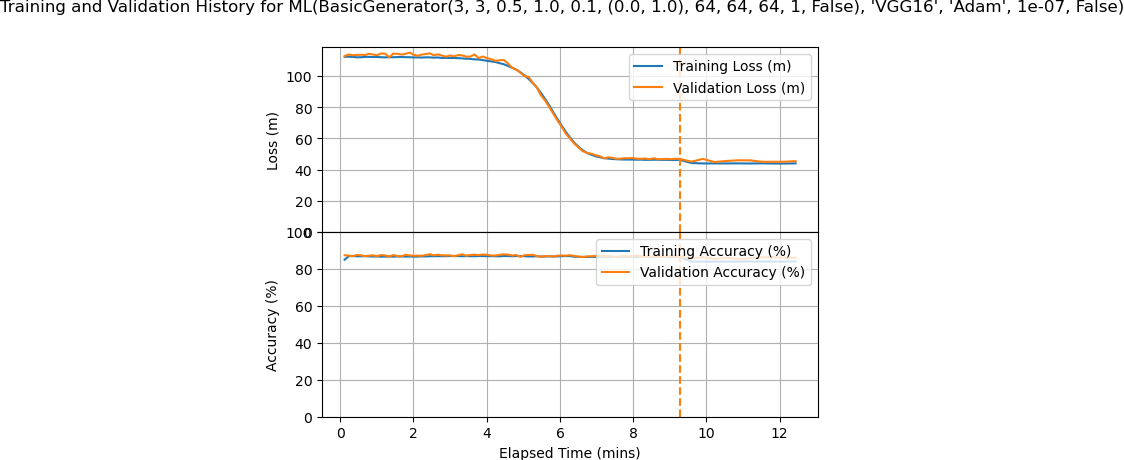 Training and Validation History for ML(BasicGenerator(3, 3, 0.5, 1.0, 0.1, (0.0, 1.0), 64, 64, 64, 1, False), 'VGG16', 'Adam', 1e-07, False)
Loss (m)
100
80
60
40
20
0
Training Loss (m)
Validation Loss (m)
Accuracy (%)
100
80
60
40
20
0
Training Accuracy (%)
Validation Accuracy (%)
0 2 4 6 8 10 12
Elapsed Time (mins)